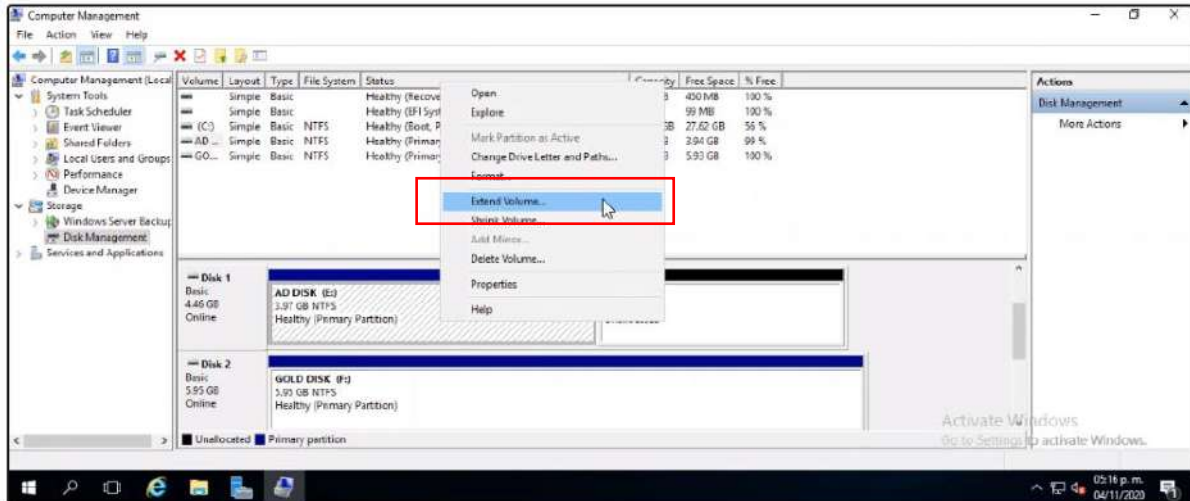 Computer Management
File Action View Help
Computer Management (Local
System Tools
Task Scheduler
Event Viewer
Shared Folders
Local Users and Groups
Performance
Device Manager
Storage
Windows Server Backup
Disk Management
Services and Applications
Volume Layout Type File System Status Capacity Free Space % Free
Simple Basic Healthy (Recove 450 MB 100 %
Simple Basic Healthy (EFI Syst 99 MB 100 %
(C:) Simple Basic NTFS Healthy (Boot, P 27.62 GB 56 %
AD ... Simple Basic NTFS Healthy (Primar 3.94 GB 99 %
GO... Simple Basic NTFS Healthy (Primar 5.93 GB 100 %
Open
Explore
Mark Partition as Active
Change Drive Letter and Paths...
Format...
Extend Volume...
Shrink Volume...
Add Mirror...
Delete Volume...
Properties
Help
Actions
Disk Management
More Actions
Disk 1
Basic
4.46 GB
Online
AD DISK (E:)
3.97 GB NTFS
Healthy (Primary Partition)
Disk 2
Basic
5.95 GB
Online
GOLD DISK (F:)
5.95 GB NTFS
Healthy (Primary Partition)
Unallocated Primary partition
Activate Windows
Go to Settings to activate Windows.
05:16 p. m.
04/11/2020